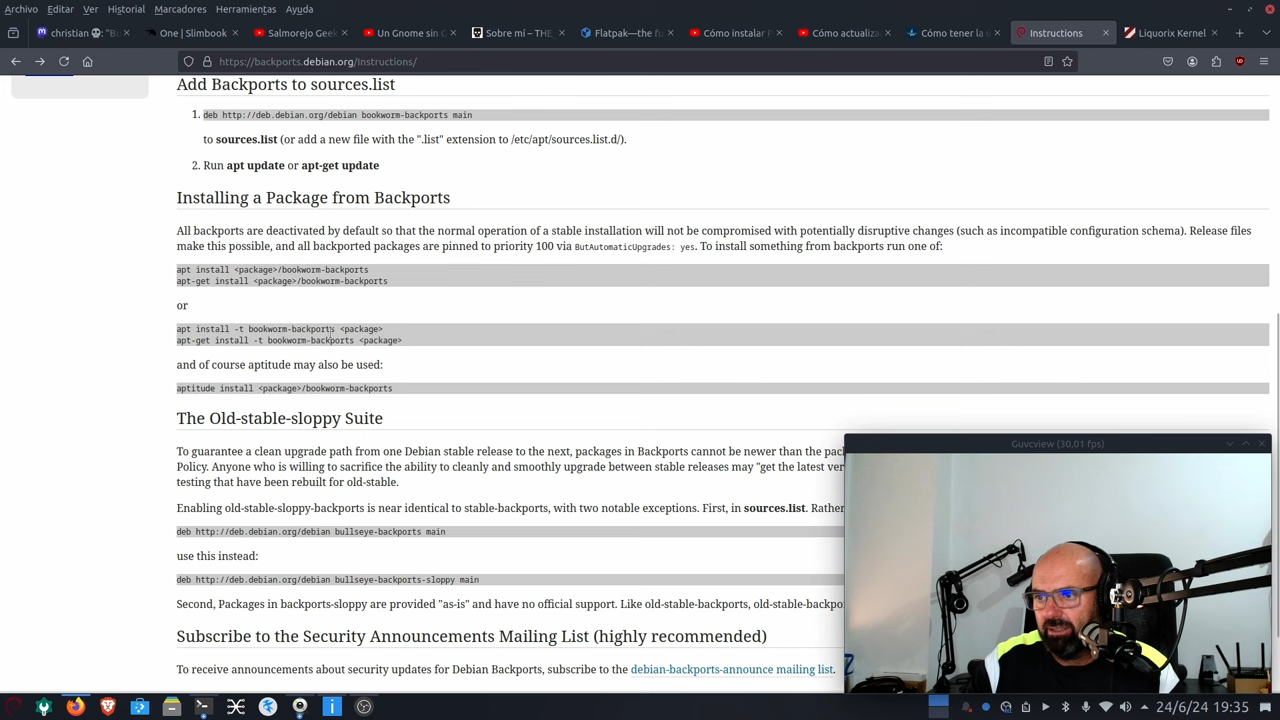 Archivo Editar Ver Historial Marcadores Herramientas Ayuda
christian 💀: "Bu
One | Slimbook
Salmorejo Geek
Un Gnome sin G
Sobre mí – THE
Flatpak—the fu
Cómo instalar P
Cómo actualiza
Cómo tener la ú
Instructions
Liquorix Kernel
https://backports.debian.org/Instructions/
Add Backports to sources.list
1. deb http://deb.debian.org/debian bookworm-backports main
to sources.list (or add a new file with the ".list" extension to /etc/apt/sources.list.d/).
2. Run apt update or apt-get update
Installing a Package from Backports
All backports are deactivated by default so that the normal operation of a stable installation will not be compromised with potentially disruptive changes (such as incompatible configuration schema). Release files
make this possible, and all backported packages are pinned to priority 100 via ButAutomaticUpgrades: yes. To install something from backports run one of:
apt install <package>/bookworm-backports
apt-get install <package>/bookworm-backports
or
apt install -t bookworm-backports <package>
apt-get install -t bookworm-backports <package>
and of course aptitude may also be used:
aptitude install <package>/bookworm-backports
The Old-stable-sloppy Suite
To guarantee a clean upgrade path from one Debian stable release to the next, packages in Backports cannot be newer than the pac
Policy. Anyone who is willing to sacrifice the ability to cleanly and smoothly upgrade between stable releases may "get the latest ver
testing that have been rebuilt for old-stable.
Enabling old-stable-sloppy-backports is near identical to stable-backports, with two notable exceptions. First, in sources.list. Rather
deb http://deb.debian.org/debian bullseye-backports main
use this instead:
deb http://deb.debian.org/debian bullseye-backports-sloppy main
Second, Packages in backports-sloppy are provided "as-is" and have no official support. Like old-stable-backports, old-stable-backpo
Subscribe to the Security Announcements Mailing List (highly recommended)
To receive announcements about security updates for Debian Backports, subscribe to the debian-backports-announce mailing list.
Guvcview (30,01 fps)
24/6/24 19:35